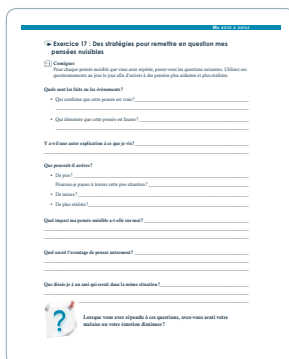 MA BOÎTE À OUTILS
Exercice 17 : Des stratégies pour remettre en question mes
pensées nuisibles
Consignes
Pour chaque pensée nuisible que vous avez repérée, posez-vous les questions suivantes. Utilisez ces
questionnements au jour le jour afin d'arriver à des pensées plus aidantes et plus réalistes.
Quels sont les faits ou les événements?
• Qui confirme que cette pensée est vraie?
• Qui démontre que cette pensée est fausse?
Y a-t-il une autre explication à ce que je vis?
Que pourrait-il arriver?
• De pire?
Pourrais-je passer à travers cette pire situation?
• De mieux?
• De plus réaliste?
Quel impact ma pensée nuisible a-t-elle sur moi?
Quel serait l'avantage de penser autrement?
Que dirais-je à un ami qui serait dans la même situation?
Lorsque vous avez répondu à ces questions, avez-vous senti votre
malaise ou votre émotion diminuer?